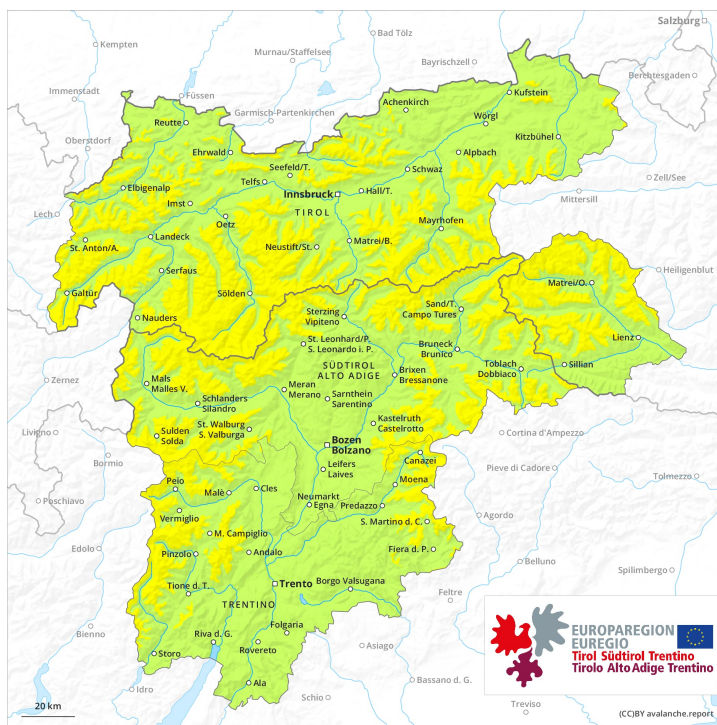 Salzburg
Kempten
Bad Tölz
Murnau/Staffelsee
Bayrischzell
Berchtesgaden
Immenstadt
Füssen
Achenkirch
Kufstein
Garmisch-Partenkirchen
Reutte
Wörgl
Oberstdorf
Ehrwald
Kitzbühel
Seefeld/T.
Alpbach
Telfs
Schwaz
Zell/See
Elbigenalp
Innsbruck
Hall/T.
Mittersill
Imst
TIROL
Lech
Oetz
Mayrhofen
St. Anton/A.
Landeck
Neustift/St.
Matrei/B.
Serfaus
Heiligenblut
Galtür
Sölden
Matrei/O.
Sand/T.
Campo Tures
Nauders
Sterzing
Vipiteno
Lienz
St. Leonhard/P.
S. Leonardo i. P.
Bruneck
Brunico
Toblach
Dobbiaco
Sillian
SÜDTIROL
ALTO ADIGE
Brixen
Bressanone
Zernez
Mals
Malles V.
Meran
Merano
Schlanders
Silandro
Sarnthein
Sarentino
Kastelruth
Castelrotto
St. Walburg
S. Valburga
Livigno
Sulden
Solda
Cortina d'Ampezzo
Bozen
Bolzano
Bormio
Canazei
Pieve di Cadore
Leifers
Laives
Tolmezzo
Peio
Moena
Poschiavo
Malè
Cles
Neumarkt
Egna
Predazzo
Vermiglio
Agordo
S. Martino d. C.
M. Campiglio
Edolo
Pinzolo
Andalo
Fiera d. P.
Belluno
Spilimbergo
Tione d. T.
Trento
Borgo Valsugana
Feltre
TRENTINO
Bienno
Riva d. G.
Folgaria
Storo
Rovereto
Asiago
Idro
Ala
Schio
Bassano d. G.
Treviso
EUROPAREGION
EUREGIO
Tirol Südtirol Trentino
Tirolo Alto Adige Trentino
20 km
(CC)BY avalanche.report